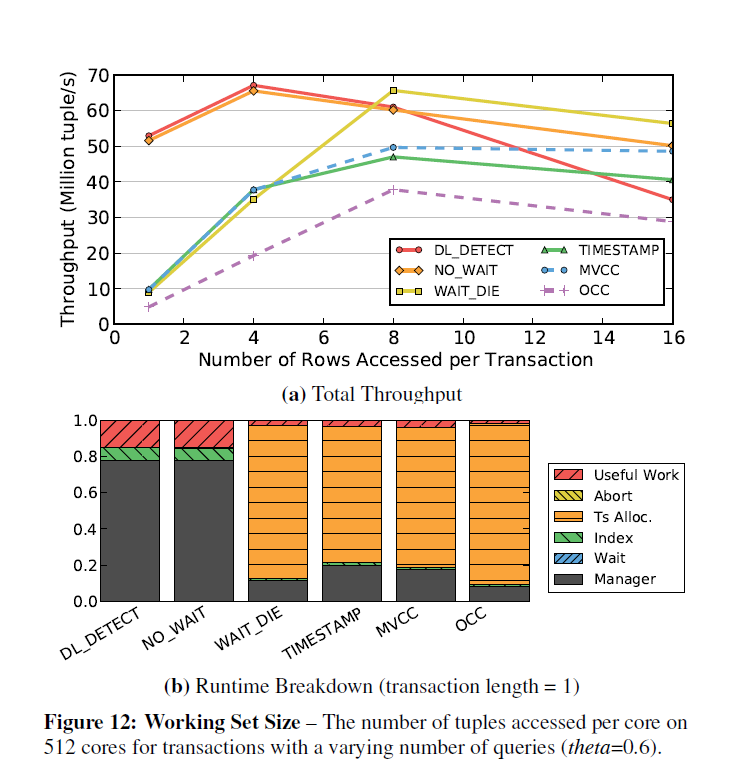 70
60
50
40
30
20
10
0
Throughput (Million tuple/s)
DL_DETECT
NO_WAIT
WAIT_DIE
TIMESTAMP
MVCC
OCC
0 2 4 6 8 10 12 14 16
Number of Rows Accessed per Transaction
(a) Total Throughput
1.0
0.8
0.6
0.4
0.2
0.0
Useful Work
Abort
Ts Alloc.
Index
Wait
Manager
DL_DETECT
NO_WAIT
WAIT_DIE
TIMESTAMP
MVCC
OCC
(b) Runtime Breakdown (transaction length = 1)
Figure 12: Working Set Size – The number of tuples accessed per core on
512 cores for transactions with a varying number of queries (theta=0.6).